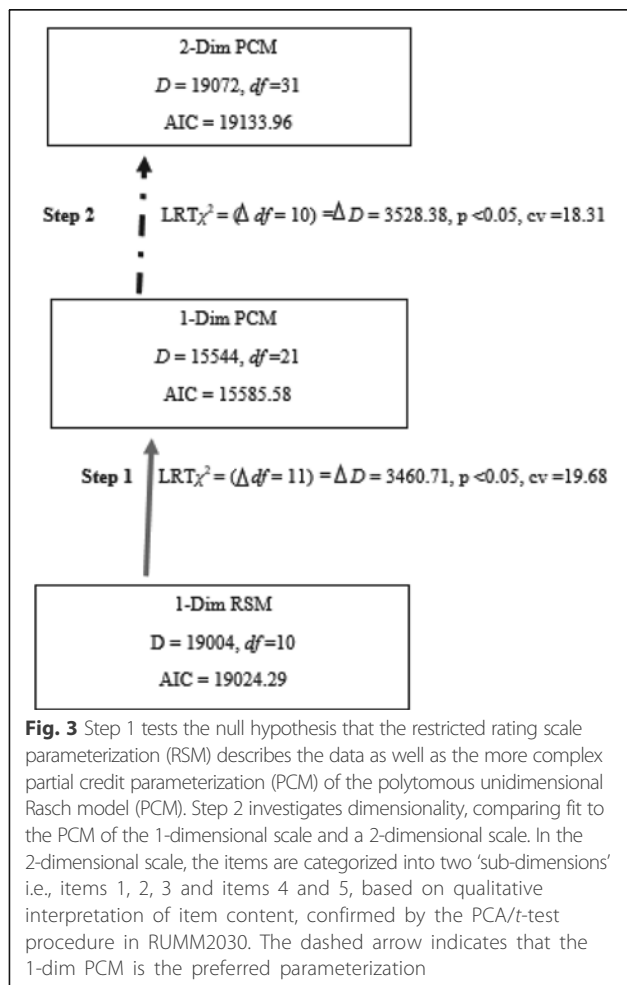 2-Dim PCM
D = 19072, df=31
AIC = 19133.96
Step 2 LRTχ² = (Δ df = 10) =Δ D = 3528.38, p <0.05, cv =18.31
1-Dim PCM
D = 15544, df=21
AIC = 15585.58
Step 1 LRTχ² = (Δ df = 11) =Δ D = 3460.71, p <0.05, cv =19.68
1-Dim RSM
D = 19004, df=10
AIC = 19024.29
Fig. 3 Step 1 tests the null hypothesis that the restricted rating scale
parameterization (RSM) describes the data as well as the more complex
partial credit parameterization (PCM) of the polytomous unidimensional
Rasch model (PCM). Step 2 investigates dimensionality, comparing fit to
the PCM of the 1-dimensional scale and a 2-dimensional scale. In the
2-dimensional scale, the items are categorized into two ‘sub-dimensions’
i.e., items 1, 2, 3 and items 4 and 5, based on qualitative
interpretation of item content, confirmed by the PCA/t-test
procedure in RUMM2030. The dashed arrow indicates that the
1-dim PCM is the preferred parameterization